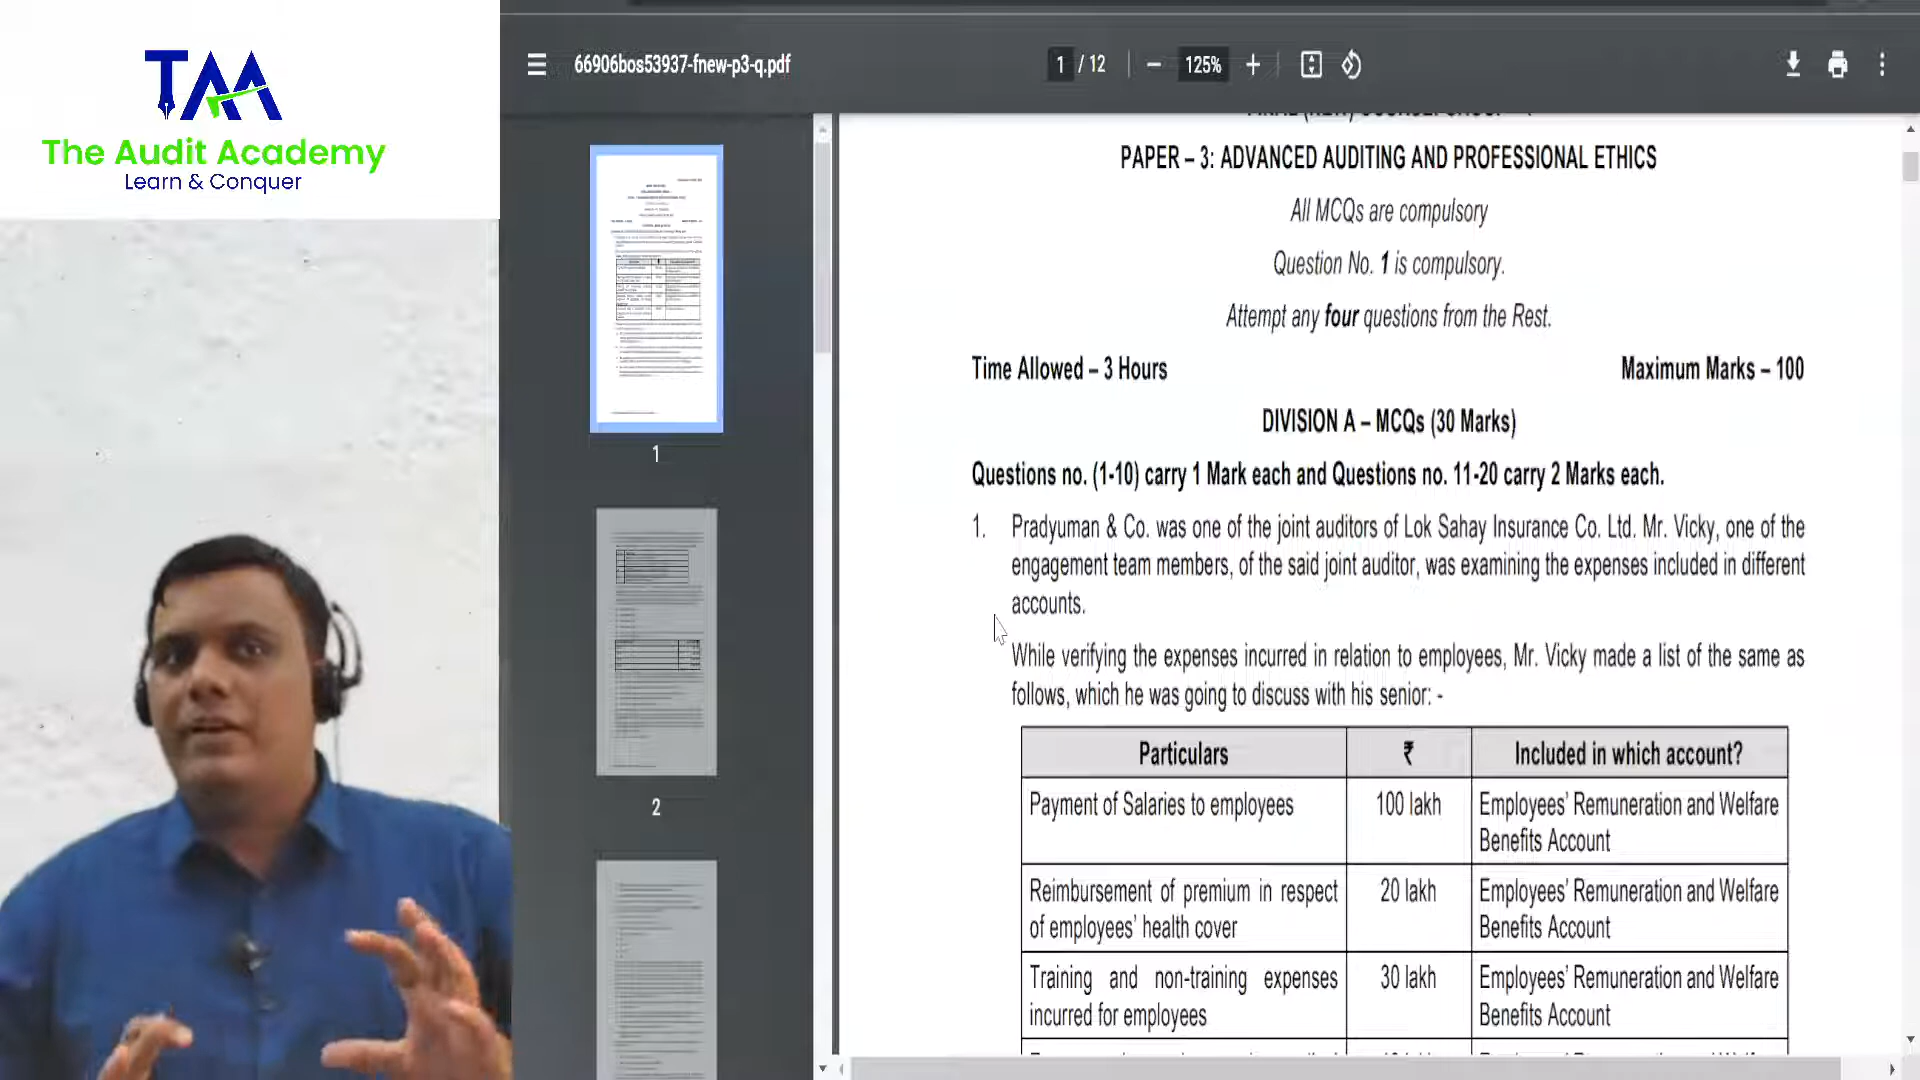 TAA
The Audit Academy
Learn & Conquer
66906bos53937-fnew-p3-q.pdf
1 / 12
125%
1
2
PAPER – 3: ADVANCED AUDITING AND PROFESSIONAL ETHICS
All MCQs are compulsory
Question No. 1 is compulsory.
Attempt any four questions from the Rest.
Time Allowed – 3 Hours Maximum Marks – 100
DIVISION A – MCQs (30 Marks)
Questions no. (1-10) carry 1 Mark each and Questions no. 11-20 carry 2 Marks each.
1. Pradyuman & Co. was one of the joint auditors of Lok Sahay Insurance Co. Ltd. Mr. Vicky, one of the
engagement team members, of the said joint auditor, was examining the expenses included in different
accounts.
While verifying the expenses incurred in relation to employees, Mr. Vicky made a list of the same as
follows, which he was going to discuss with his senior: -
Particulars ₹ Included in which account?
Payment of Salaries to employees 100 lakh Employees' Remuneration and Welfare
Benefits Account
Reimbursement of premium in respect 20 lakh Employees' Remuneration and Welfare
of employees' health cover Benefits Account
Training and non-training expenses 30 lakh Employees' Remuneration and Welfare
incurred for employees Benefits Account